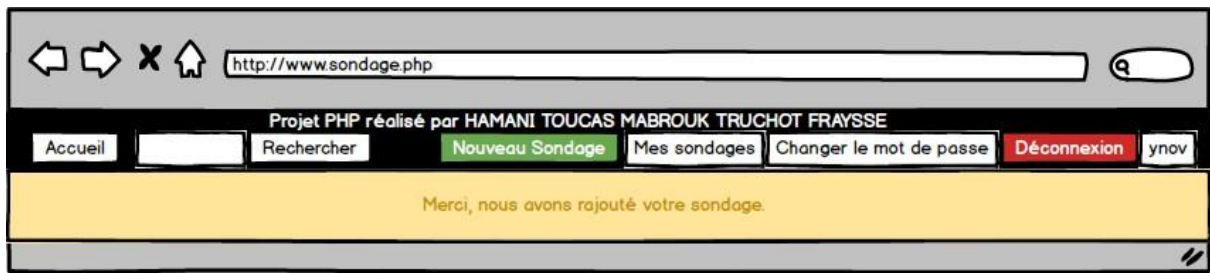 http://www.sondage.php
Projet PHP réalisé par HAMANI TOUCAS MABROUK TRUCHOT FRAYSSE
Accueil Rechercher Nouveau Sondage Mes sondages Changer le mot de passe Déconnexion ynov
Merci, nous avons rajouté votre sondage.